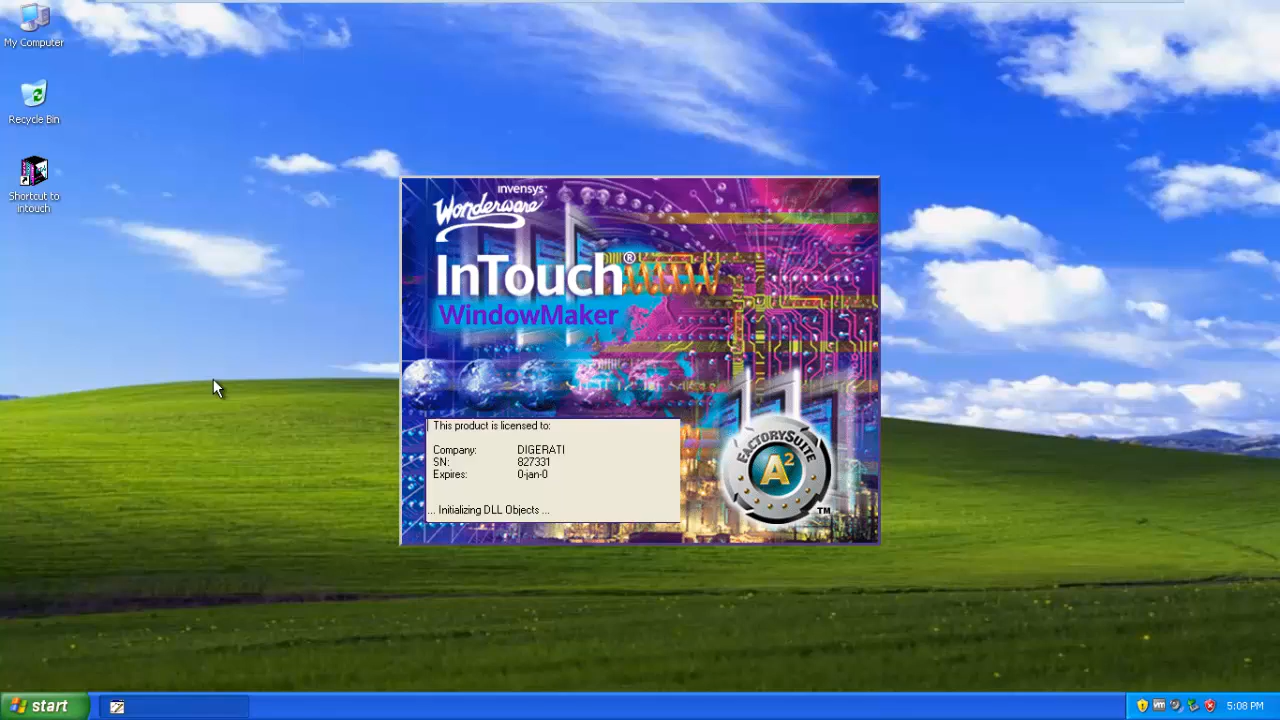 My Computer
Recycle Bin
Shortcut to
intouch
invensys
Wonderware
InTouch®
WindowMaker
This product is licensed to:
Company: DIGERATI
SN: 827331
Expires: 0-jan-0
... Initializing DLL Objects ...
FACTORYSUITE
A²
TM
start
vm
5:08 PM